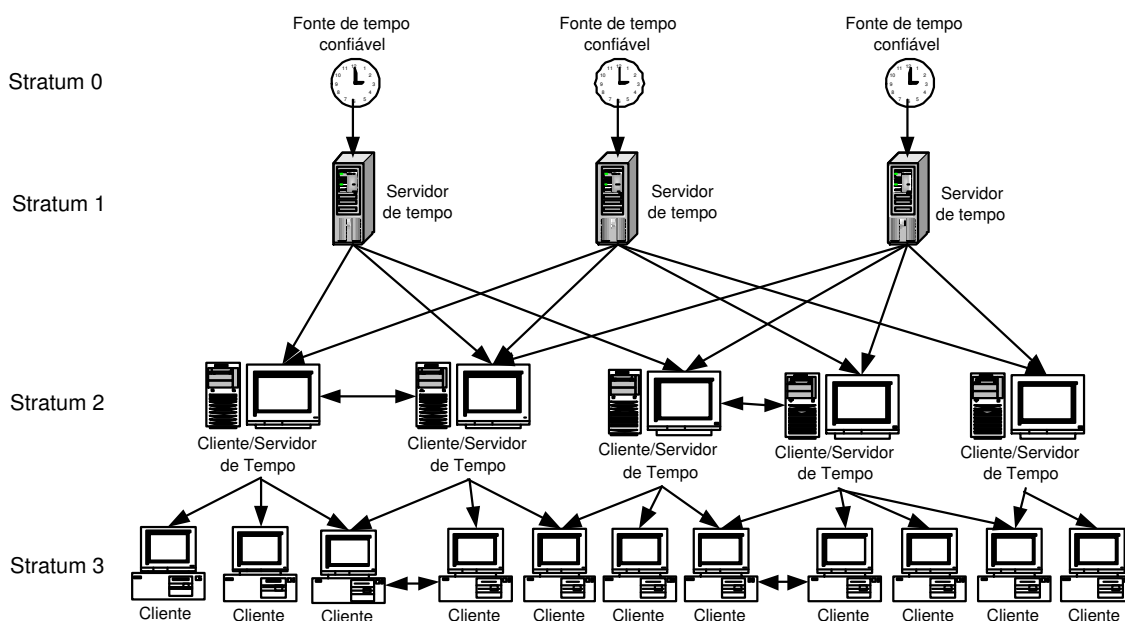 Fonte de tempo
confiável
Fonte de tempo
confiável
Fonte de tempo
confiável
Stratum 0
Stratum 1
Servidor
de tempo
Servidor
de tempo
Servidor
de tempo
Stratum 2
Cliente/Servidor
de Tempo
Cliente/Servidor
de Tempo
Cliente/Servidor
de Tempo
Cliente/Servidor
de Tempo
Cliente/Servidor
de Tempo
Stratum 3
Cliente
Cliente
Cliente
Cliente
Cliente
Cliente
Cliente
Cliente
Cliente
Cliente
Cliente